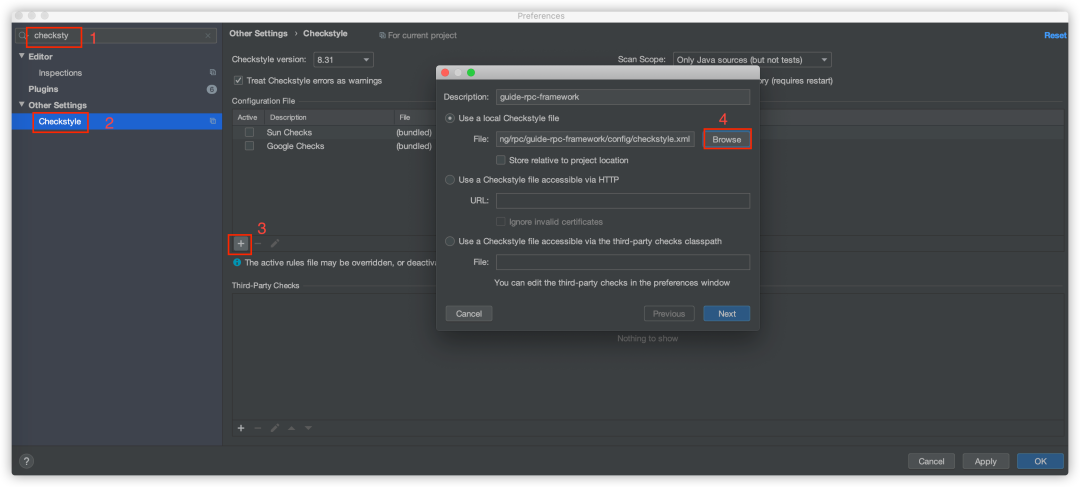 Preferences
checksty
1
Editor
Inspections
Plugins
6
Other Settings
Checkstyle
2
Other Settings › Checkstyle
For current project
Reset
Checkstyle version: 8.31
Scan Scope: Only Java sources (but not tests)
Treat Checkstyle errors as warnings
ry (requires restart)
Configuration File
Active Description File
Sun Checks (bundled)
Google Checks (bundled)
3
+ −
The active rules file may be overridden, or deactiva
Third-Party Checks
Nothing to show
+ −
Description: guide-rpc-framework
Use a local Checkstyle file
4
File: ng/rpc/guide-rpc-framework/config/checkstyle.xml Browse
Store relative to project location
Use a Checkstyle file accessible via HTTP
URL:
Ignore invalid certificates
Use a Checkstyle file accessible via the third-party checks classpath
File:
You can edit the third-party checks in the preferences window
Cancel Previous Next
? Cancel Apply OK